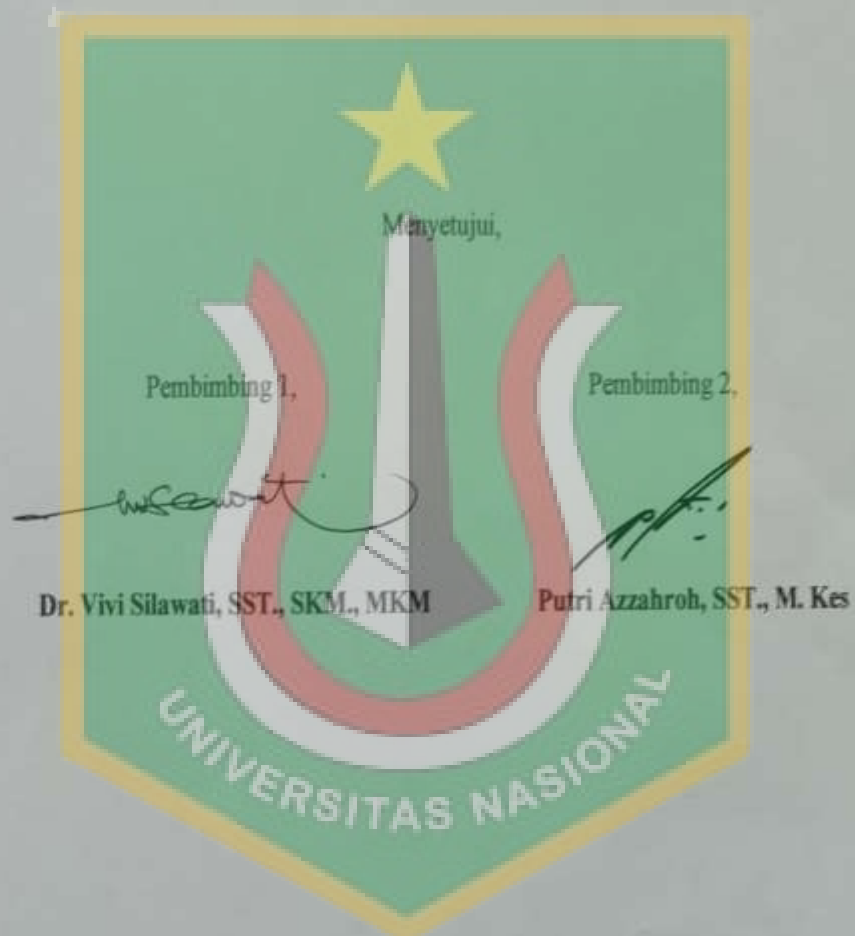 Menyetujui,
Pembimbing 1,
Pembimbing 2,
Dr. Vivi Silawati, SST., SKM., MKM
Putri Azzahroh, SST., M. Kes
UNIVERSITAS NASIONAL